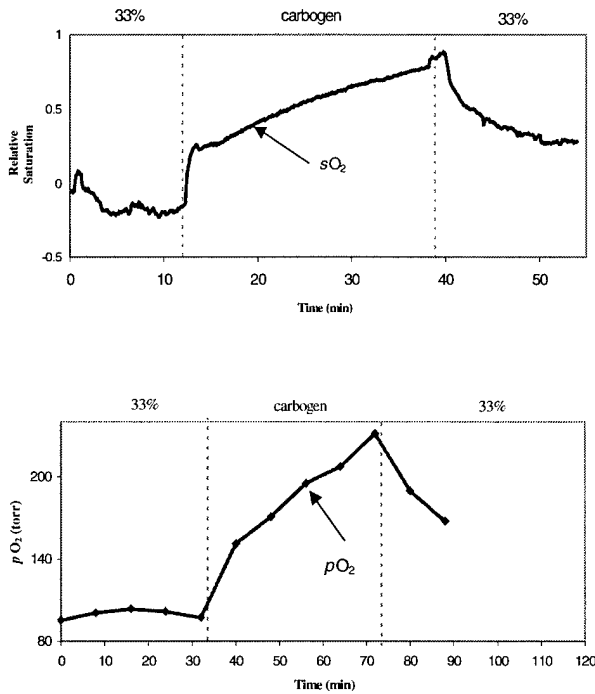 33% carbogen 33%
1
0.5
0
-0.5
Relative
Saturation
sO2
0 10 20 30 40 50
Time (min)
33% carbogen 33%
200
140
80
pO2 (torr)
pO2
0 10 20 30 40 50 60 70 80 90 100 110 120
Time (min)